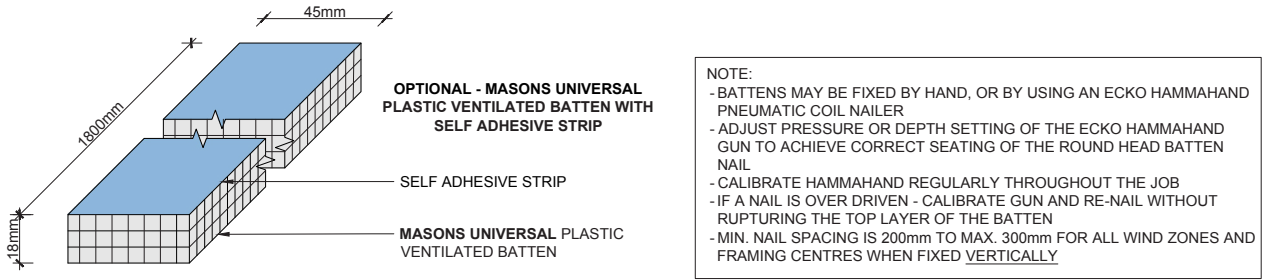 45mm
1800mm
18mm
OPTIONAL - MASONS UNIVERSAL
PLASTIC VENTILATED BATTEN WITH
SELF ADHESIVE STRIP
SELF ADHESIVE STRIP
MASONS UNIVERSAL PLASTIC
VENTILATED BATTEN
NOTE:
- BATTENS MAY BE FIXED BY HAND, OR BY USING AN ECKO HAMMAHAND
PNEUMATIC COIL NAILER
- ADJUST PRESSURE OR DEPTH SETTING OF THE ECKO HAMMAHAND
GUN TO ACHIEVE CORRECT SEATING OF THE ROUND HEAD BATTEN
NAIL
- CALIBRATE HAMMAHAND REGULARLY THROUGHOUT THE JOB
- IF A NAIL IS OVER DRIVEN - CALIBRATE GUN AND RE-NAIL WITHOUT
RUPTURING THE TOP LAYER OF THE BATTEN
- MIN. NAIL SPACING IS 200mm TO MAX. 300mm FOR ALL WIND ZONES AND
FRAMING CENTRES WHEN FIXED VERTICALLY